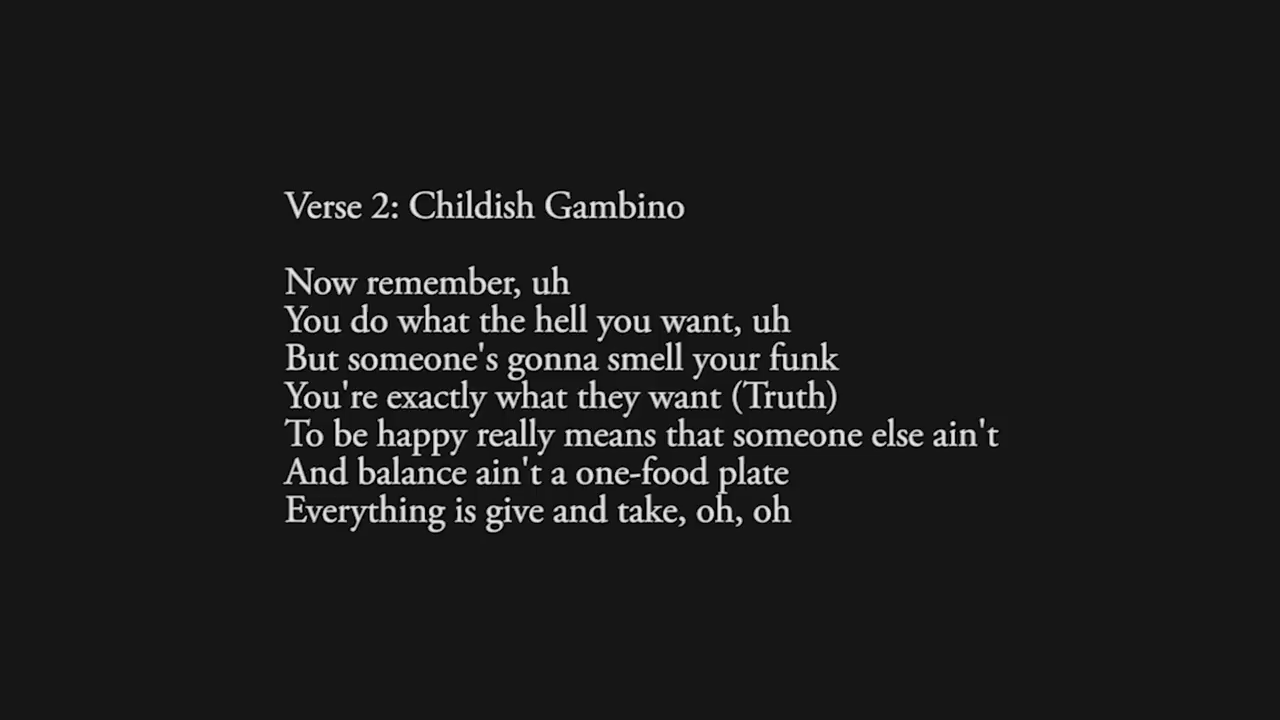 Verse 2: Childish Gambino
Now remember, uh
You do what the hell you want, uh
But someone's gonna smell your funk
You're exactly what they want (Truth)
To be happy really means that someone else ain't
And balance ain't a one-food plate
Everything is give and take, oh, oh